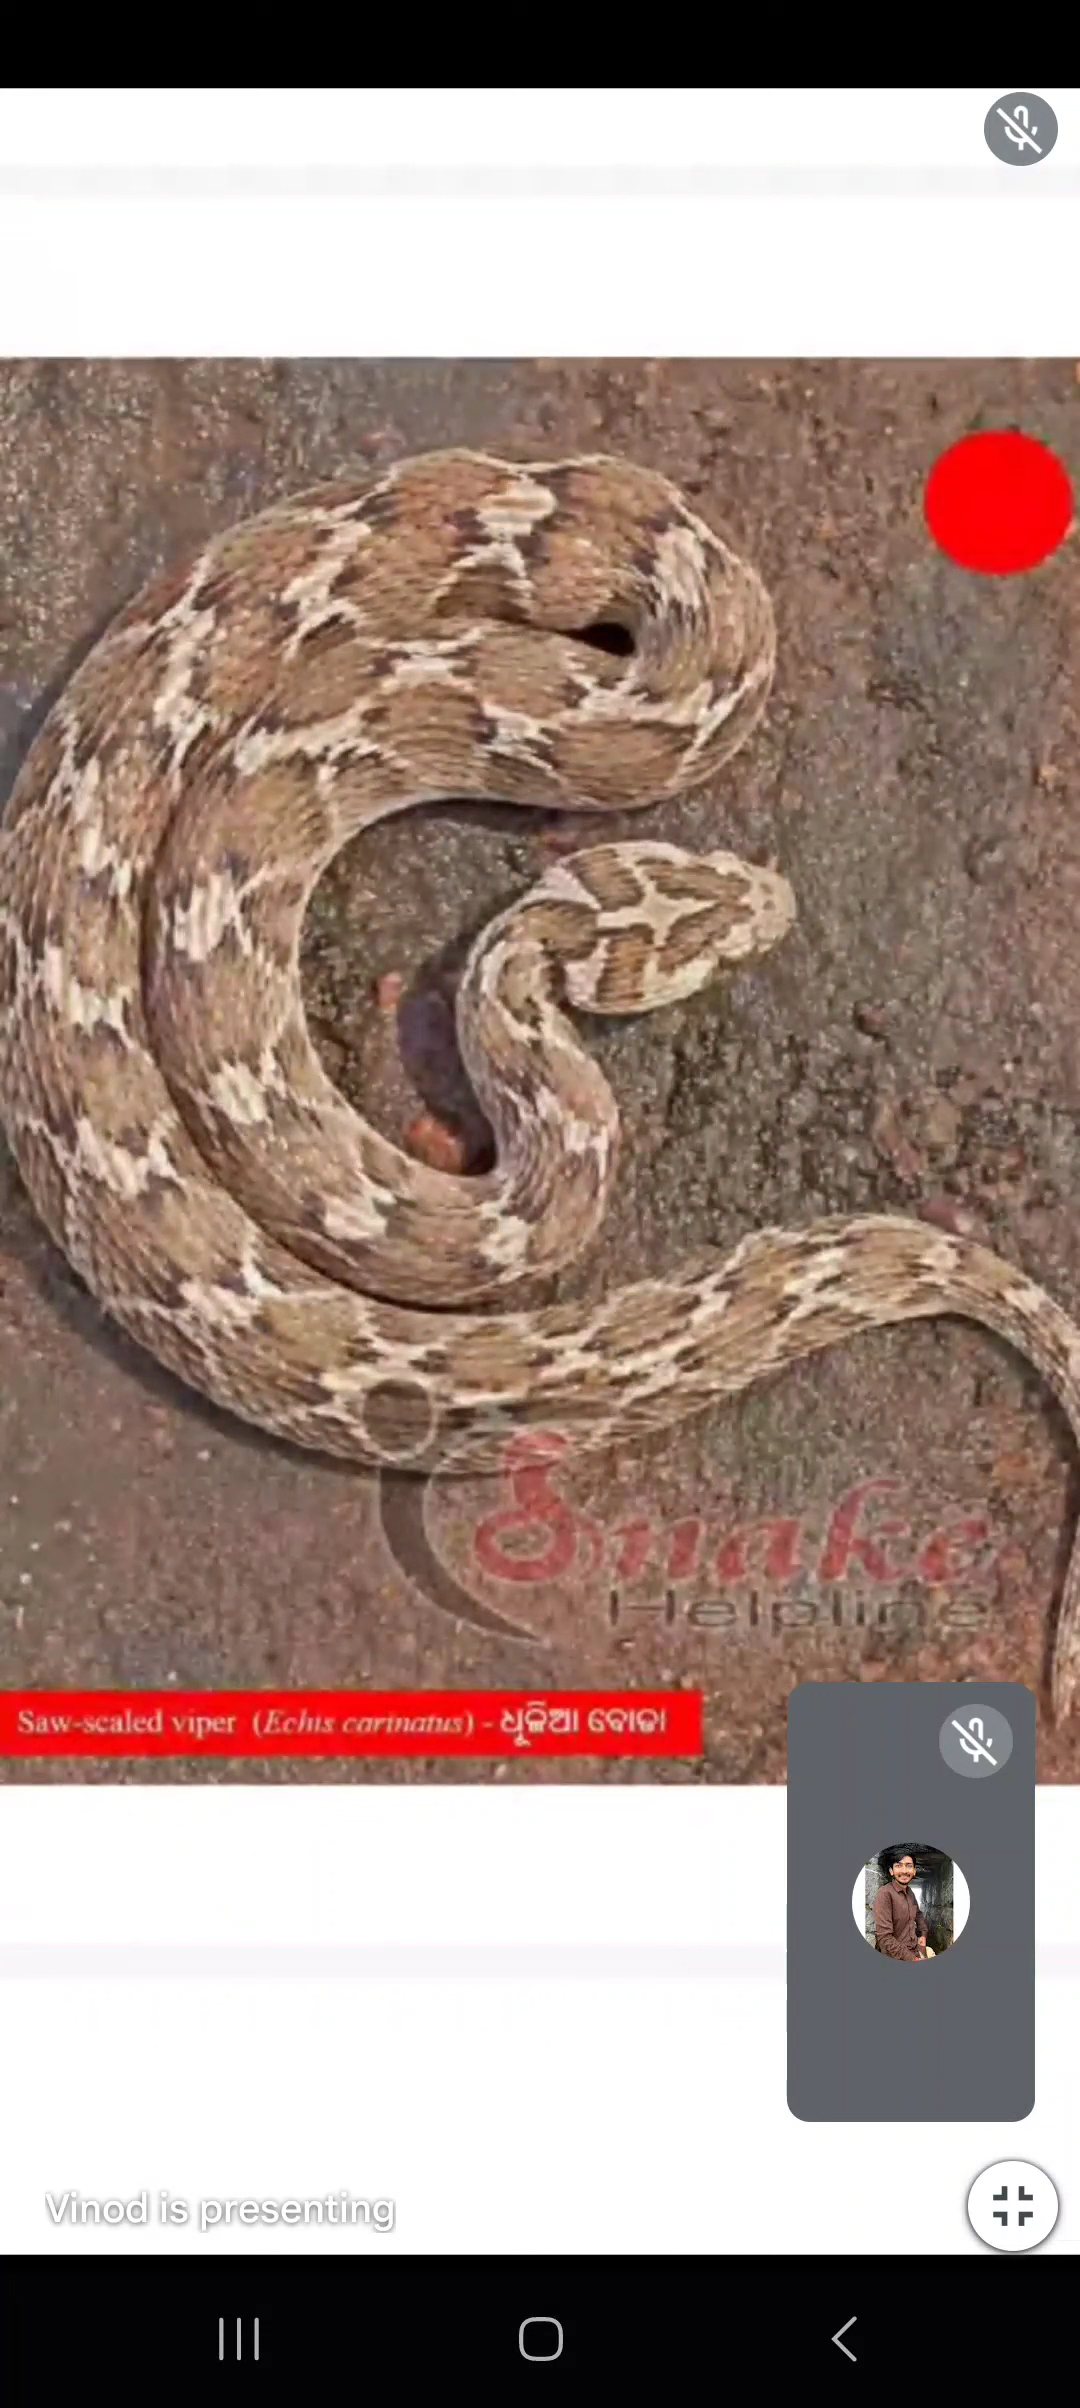 Snake
Helpline
Saw-scaled viper (Echis carinatus) - ଧୂଳିଆ ବୋଡା
Vinod is presenting